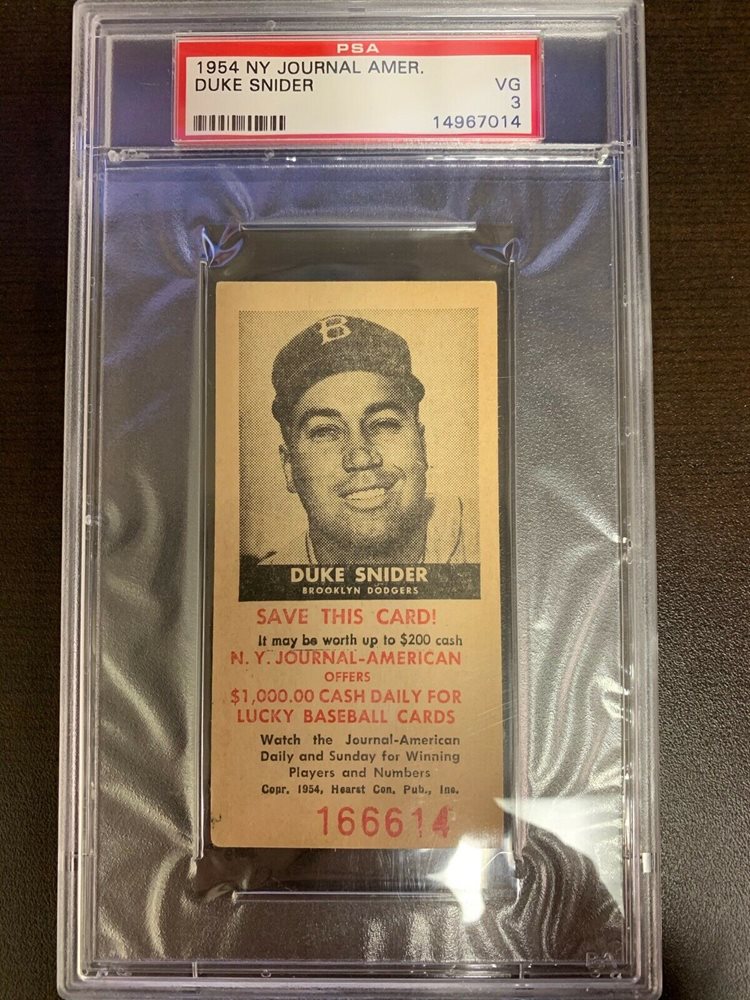 PSA
1954 NY JOURNAL AMER.
DUKE SNIDER VG
3
14967014
B
DUKE SNIDER
BROOKLYN DODGERS
SAVE THIS CARD!
It may be worth up to $200 cash
N. Y. JOURNAL-AMERICAN
OFFERS
$1,000.00 CASH DAILY FOR
LUCKY BASEBALL CARDS
Watch the Journal-American
Daily and Sunday for Winning
Players and Numbers
Copr. 1954, Hearst Con. Pub., Inc.
166614
PSA